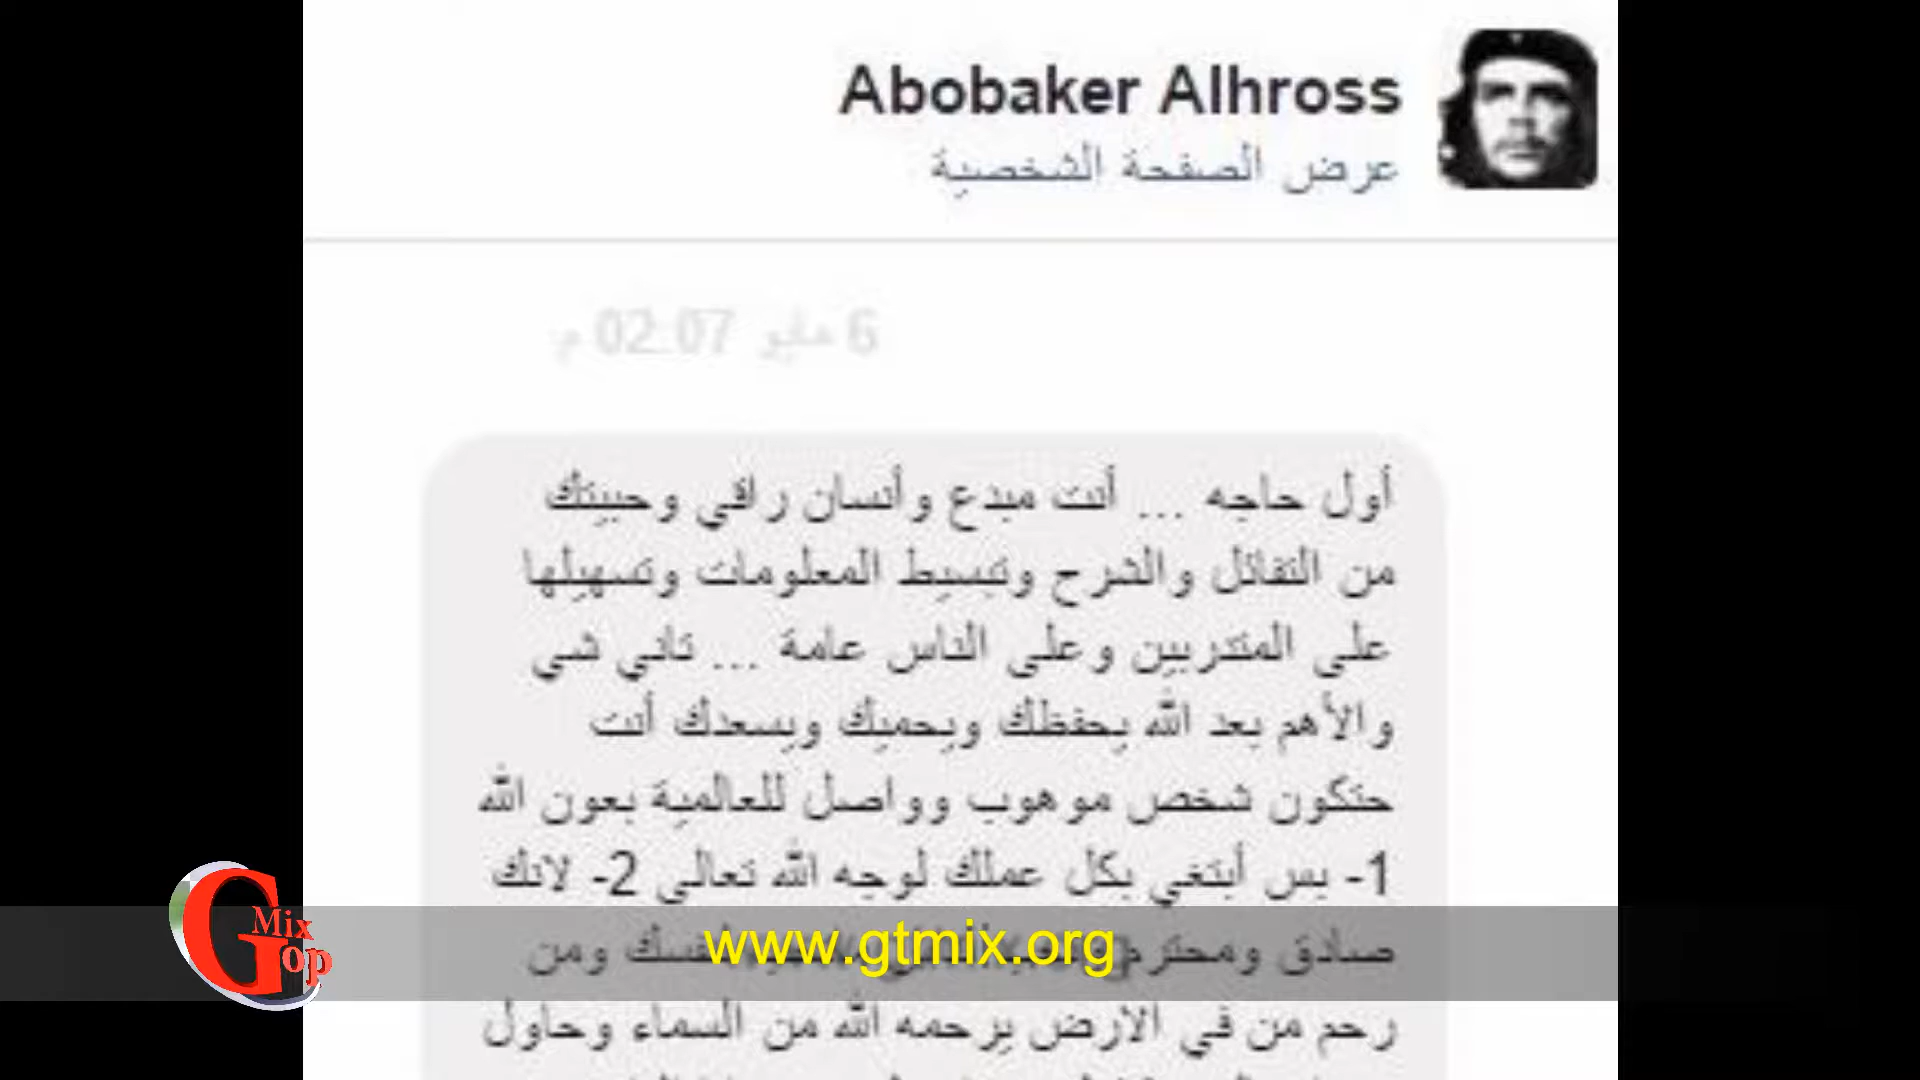 Abobaker Alhross
عرض الصفحة الشخصية
6 مايو 02:07 م
أول حاجه ... أنت مبدع وأنسان راقي وحبيتك
من التفائل والشرح وتبسيط المعلومات وتسهيلها
على المتدربين وعلى الناس عامة ... تاني شي
والأهم بعد الله يحفظك ويحميك ويسعدك أنت
حتكون شخص موهوب وواصل للعالمية بعون الله
1- بس أبتغي بكل عملك لوجه الله تعالى 2- لانك
صادق ومحترم لنفسك ومن
www.gtmix.org
رحم من في الارض يرحمه الله من السماء وحاول
G Mix
Top